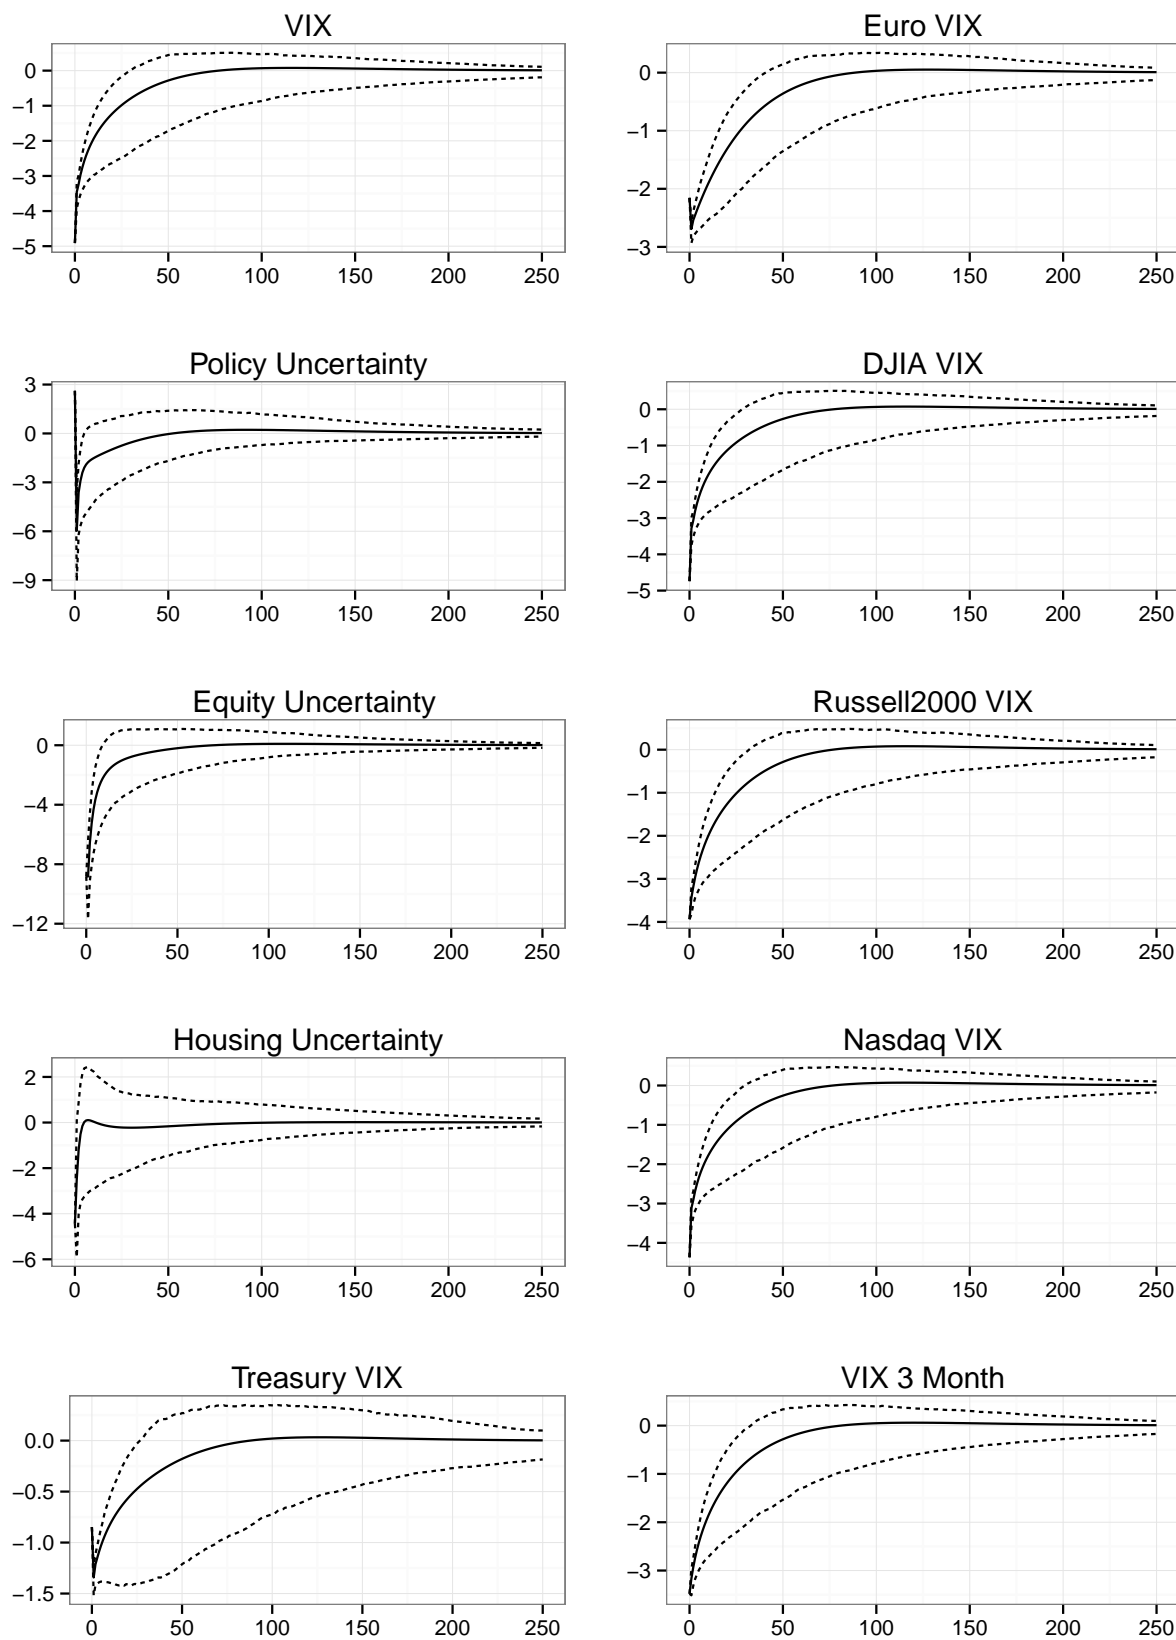 VIX
0
−1
−2
−3
−4
−5
0 50 100 150 200 250
Euro VIX
0
−1
−2
−3
0 50 100 150 200 250
Policy Uncertainty
3
0
−3
−6
−9
0 50 100 150 200 250
DJIA VIX
0
−1
−2
−3
−4
−5
0 50 100 150 200 250
Equity Uncertainty
0
−4
−8
−12
0 50 100 150 200 250
Russell2000 VIX
0
−1
−2
−3
−4
0 50 100 150 200 250
Housing Uncertainty
2
0
−2
−4
−6
0 50 100 150 200 250
Nasdaq VIX
0
−1
−2
−3
−4
0 50 100 150 200 250
Treasury VIX
0.0
−0.5
−1.0
−1.5
0 50 100 150 200 250
VIX 3 Month
0
−1
−2
−3
0 50 100 150 200 250